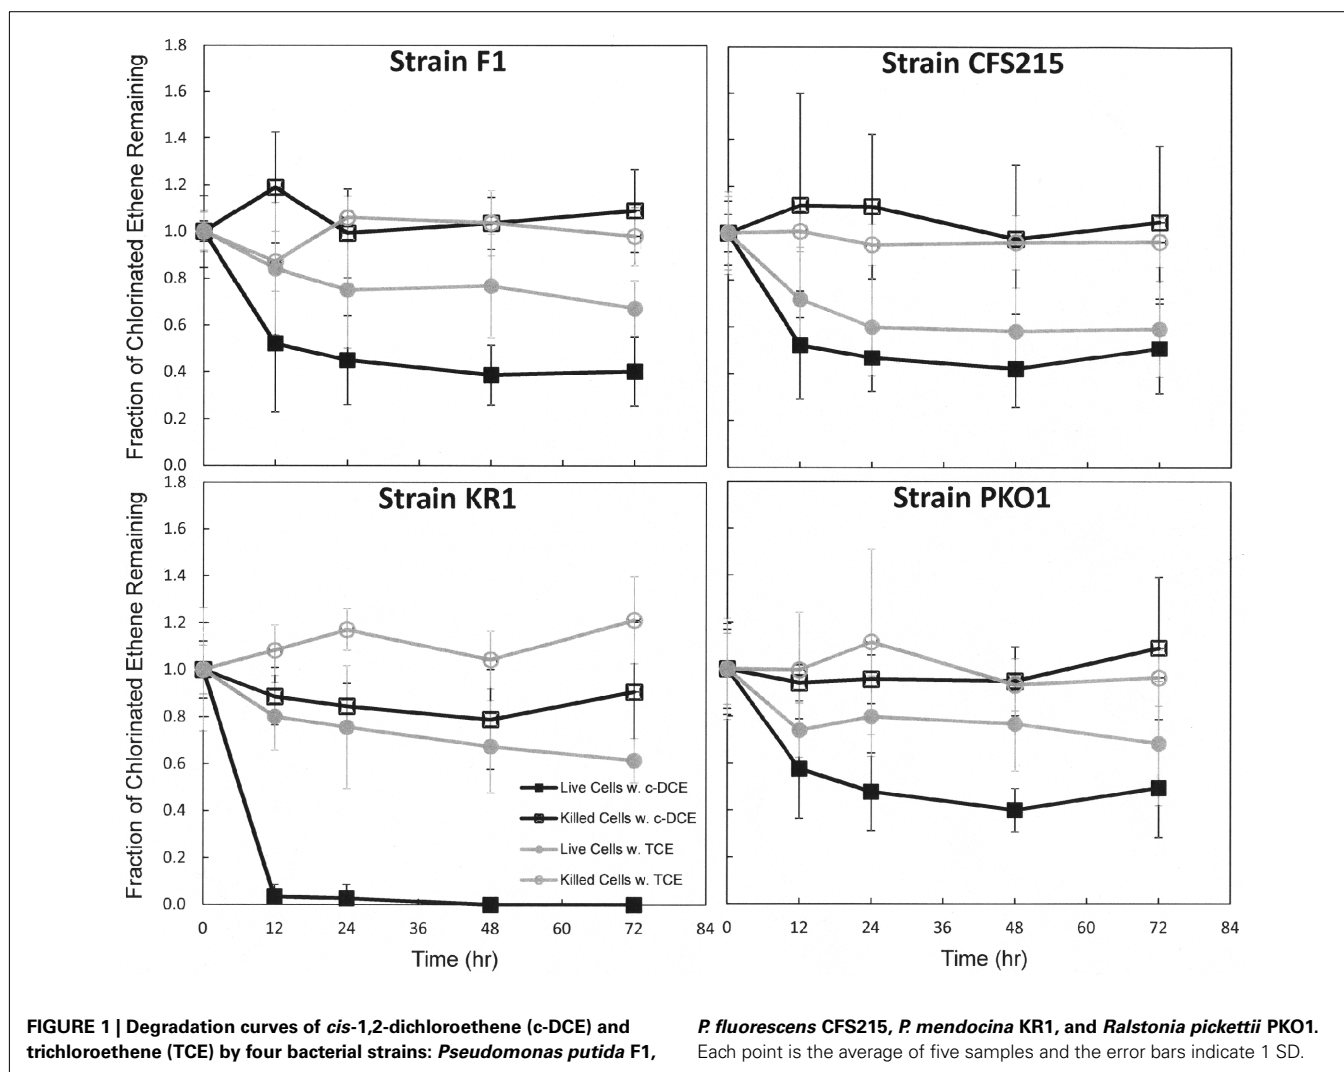 Strain F1
Fraction of Chlorinated Ethene Remaining
1.8
1.6
1.4
1.2
1.0
0.8
0.6
0.4
0.2
0.0
Strain CFS215
Strain KR1
Fraction of Chlorinated Ethene Remaining
1.8
1.6
1.4
1.2
1.0
0.8
0.6
0.4
0.2
0.0
Live Cells w. c-DCE
Killed Cells w. c-DCE
Live Cells w. TCE
Killed Cells w. TCE
0 12 24 36 48 60 72 84
Time (hr)
Strain PKO1
0 12 24 36 48 60 72 84
Time (hr)
FIGURE 1 | Degradation curves of cis-1,2-dichloroethene (c-DCE) and
trichloroethene (TCE) by four bacterial strains: Pseudomonas putida F1,
P. fluorescens CFS215, P. mendocina KR1, and Ralstonia pickettii PKO1.
Each point is the average of five samples and the error bars indicate 1 SD.